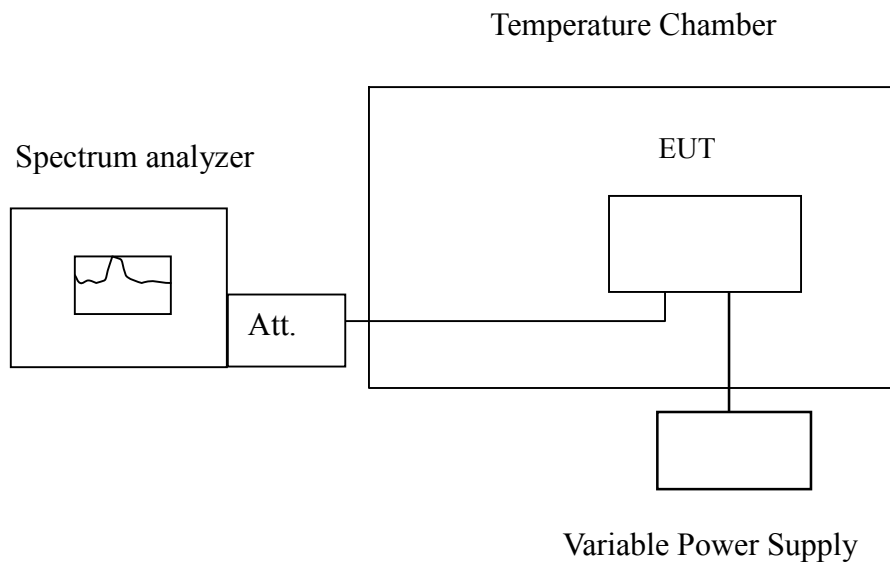 Temperature Chamber
Spectrum analyzer
EUT
Att.
Variable Power Supply